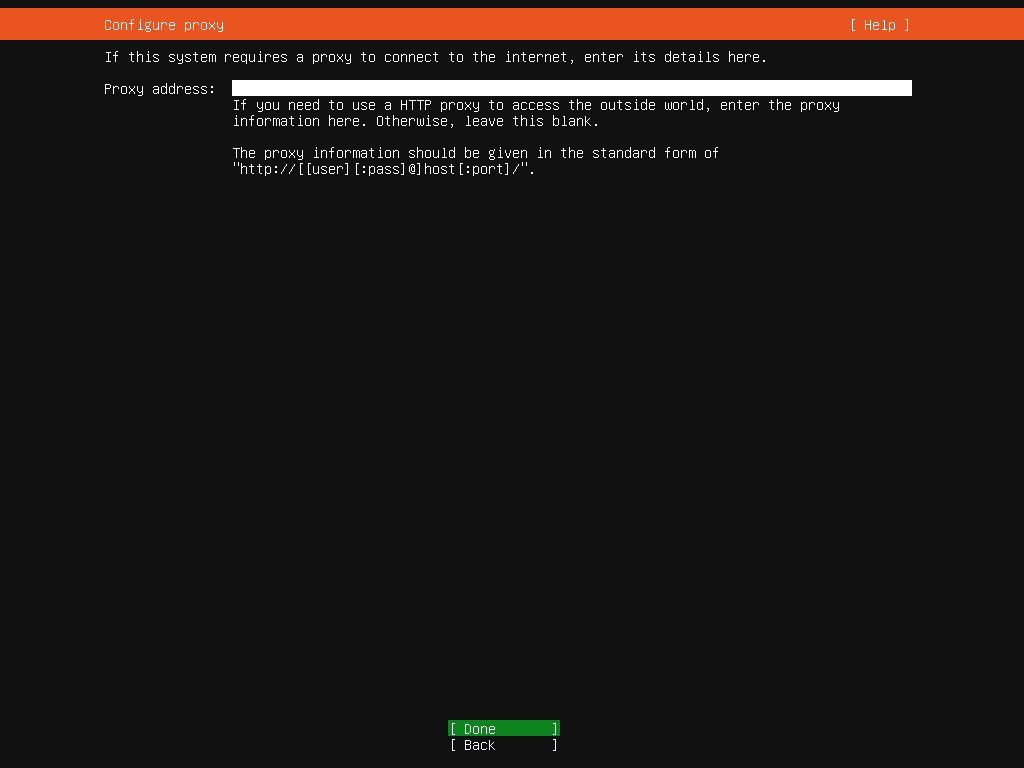 Configure proxy [ Help ]
If this system requires a proxy to connect to the internet, enter its details here.
Proxy address:
If you need to use a HTTP proxy to access the outside world, enter the proxy
information here. Otherwise, leave this blank.
The proxy information should be given in the standard form of
"http://[[user][:pass]@]host[:port]/".
[ Done ]
[ Back ]